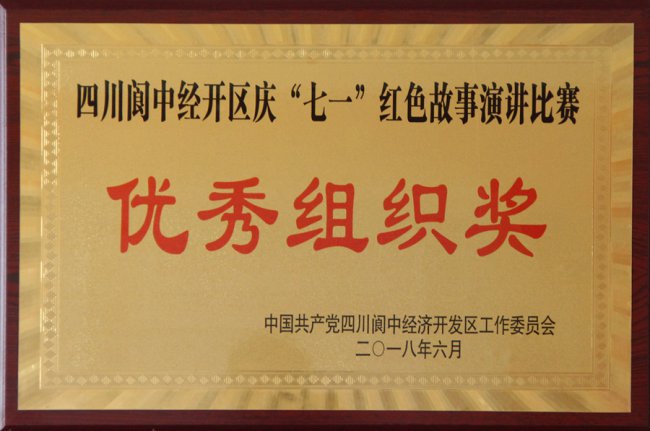 四川阆中经开区庆“七一”红色故事演讲比赛
优秀组织奖
中国共产党四川阆中经济开发区工作委员会
二〇一八年六月